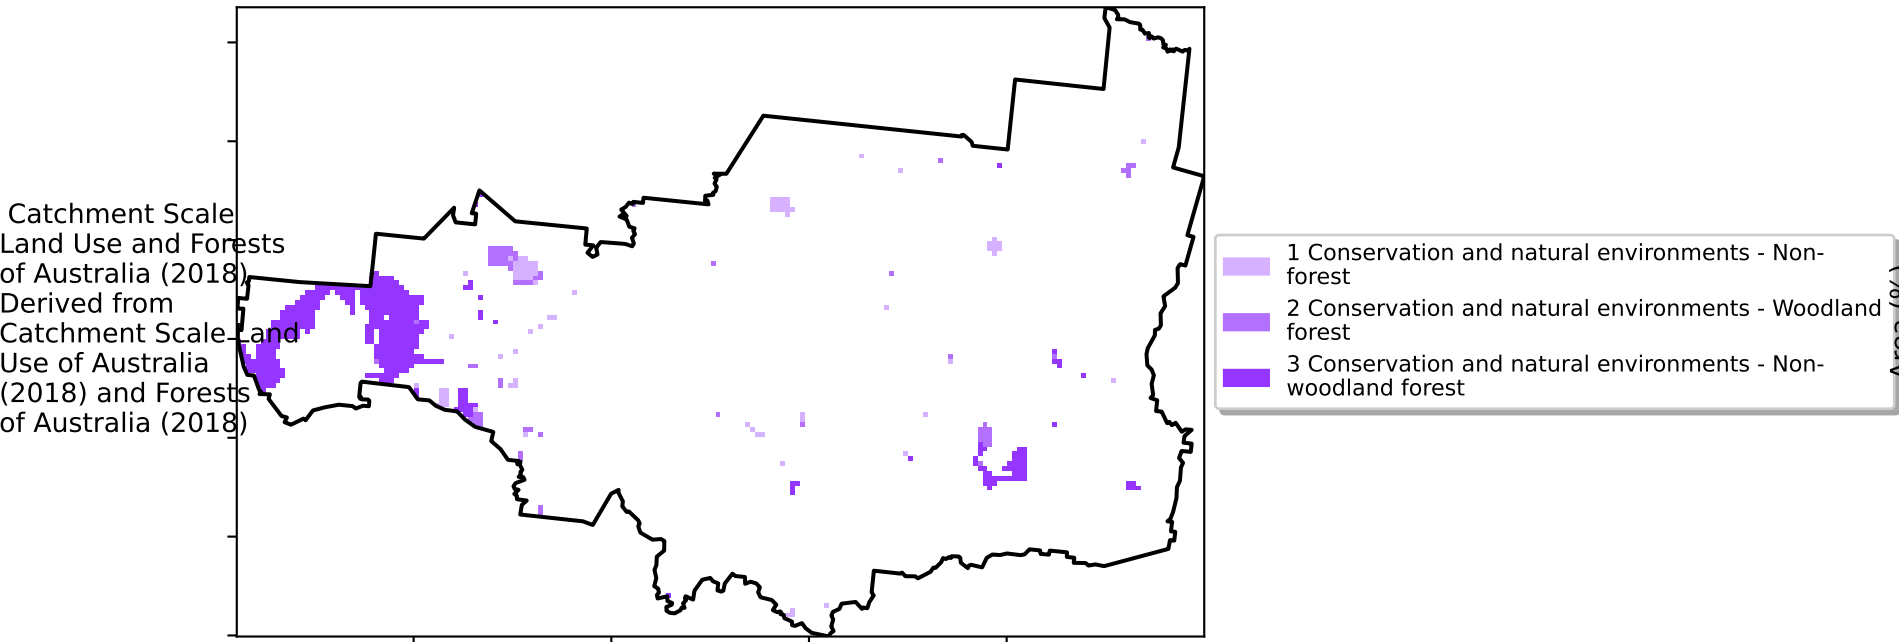 Catchment Scale
Land Use and Forests
of Australia (2018)
Derived from
Catchment Scale Land
Use of Australia
(2018) and Forests
of Australia (2018)
1 Conservation and natural environments - Non-
forest
2 Conservation and natural environments - Woodland
forest
3 Conservation and natural environments - Non-
woodland forest